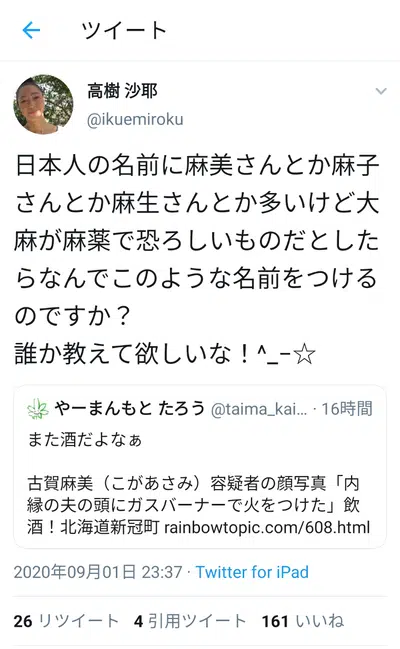 ツイート
高樹 沙耶
@ikuemiroku
日本人の名前に麻美さんとか麻子
さんとか麻生さんとか多いけど大
麻が麻薬で恐ろしいものだとした
らなんでこのような名前をつける
のですか？
誰か教えて欲しいな！^_−☆
やーまんもと たろう @taima_kai... · 16時間
また酒だよなぁ
古賀麻美（こがあさみ）容疑者の顔写真「内
縁の夫の頭にガスバーナーで火をつけた」飲
酒！北海道新冠町 rainbowtopic.com/608.html
2020年09月01日 23:37 · Twitter for iPad
26 リツイート 4 引用ツイート 161 いいね